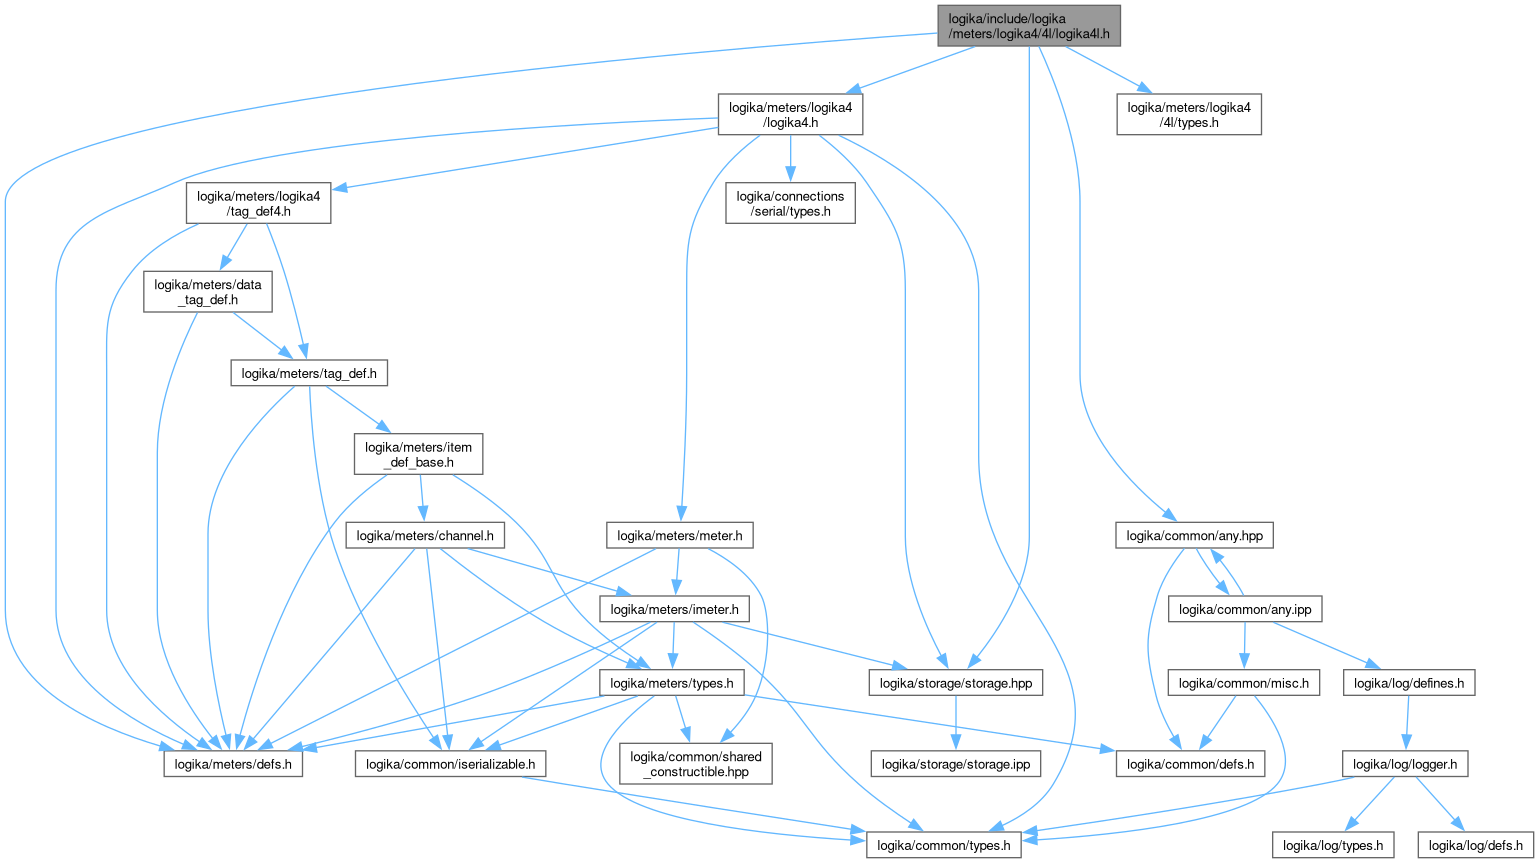 logika/include/logika
/meters/logika4/4l/logika4l.h
logika/meters/logika4
/logika4.h
logika/meters/logika4
/4l/types.h
logika/meters/logika4
/tag_def4.h
logika/connections
/serial/types.h
logika/meters/data
_tag_def.h
logika/meters/tag_def.h
logika/meters/item
_def_base.h
logika/meters/channel.h
logika/meters/meter.h
logika/common/any.hpp
logika/meters/imeter.h
logika/common/any.ipp
logika/meters/types.h
logika/storage/storage.hpp
logika/common/misc.h
logika/log/defines.h
logika/meters/defs.h
logika/common/iserializable.h
logika/common/shared
_constructible.hpp
logika/storage/storage.ipp
logika/common/defs.h
logika/log/logger.h
logika/common/types.h
logika/log/types.h
logika/log/defs.h